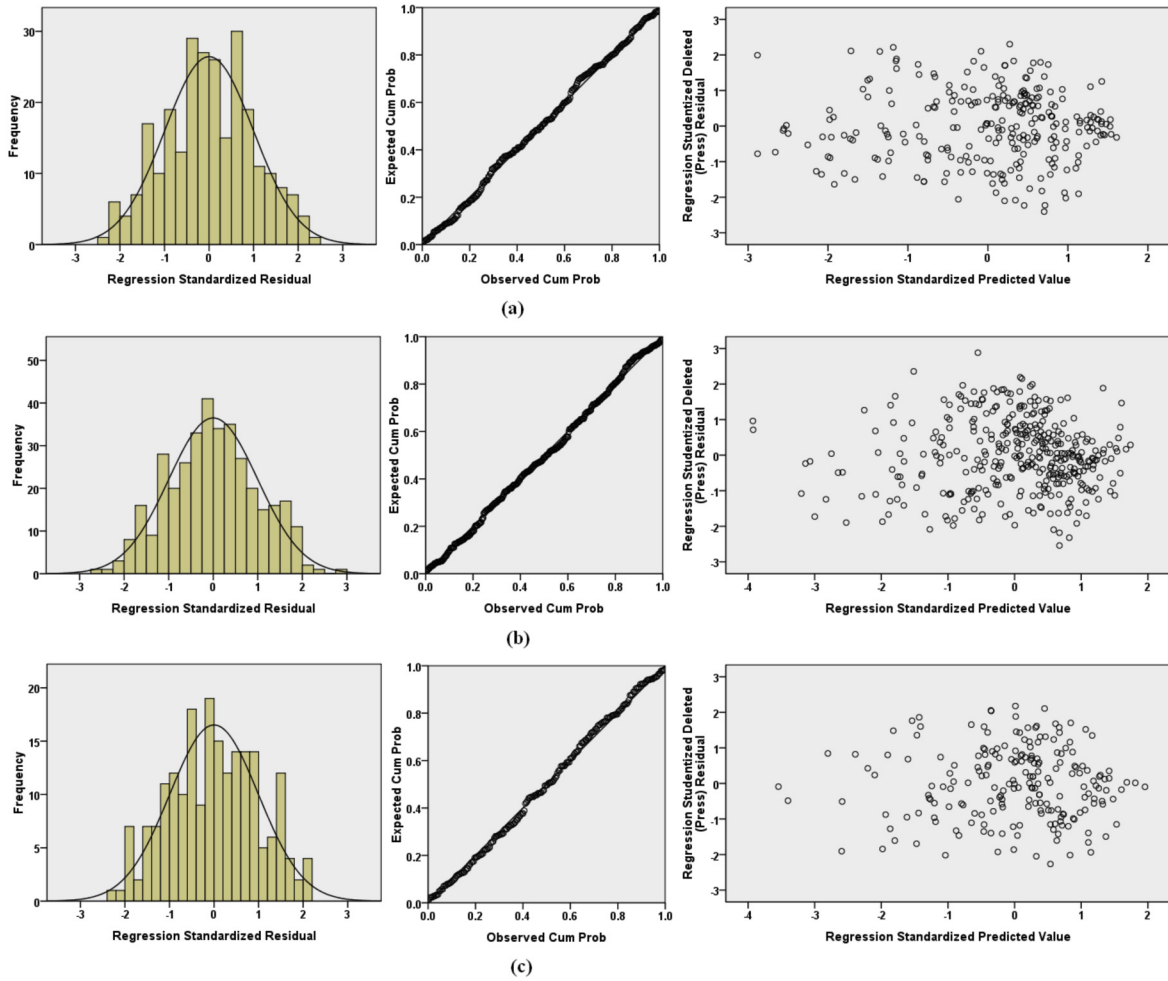 Frequency
30
20
10
0
-3 -2 -1 0 1 2 3
Regression Standardized Residual
Expected Cum Prob
1.0
0.8
0.6
0.4
0.2
0.0
0.0 0.2 0.4 0.6 0.8 1.0
Observed Cum Prob
Regression Studentized Deleted
(Press) Residual
3
2
1
0
-1
-2
-3
-3 -2 -1 0 1 2
Regression Standardized Predicted Value
(a)
Frequency
50
40
30
20
10
0
-3 -2 -1 0 1 2 3
Regression Standardized Residual
Expected Cum Prob
1.0
0.8
0.6
0.4
0.2
0.0
0.0 0.2 0.4 0.6 0.8 1.0
Observed Cum Prob
Regression Studentized Deleted
(Press) Residual
3
2
1
0
-1
-2
-3
-4 -3 -2 -1 0 1 2
Regression Standardized Predicted Value
(b)
Frequency
20
15
10
5
0
-3 -2 -1 0 1 2 3
Regression Standardized Residual
Expected Cum Prob
1.0
0.8
0.6
0.4
0.2
0.0
0.0 0.2 0.4 0.6 0.8 1.0
Observed Cum Prob
Regression Studentized Deleted
(Press) Residual
3
2
1
0
-1
-2
-3
-4 -3 -2 -1 0 1 2
Regression Standardized Predicted Value
(c)